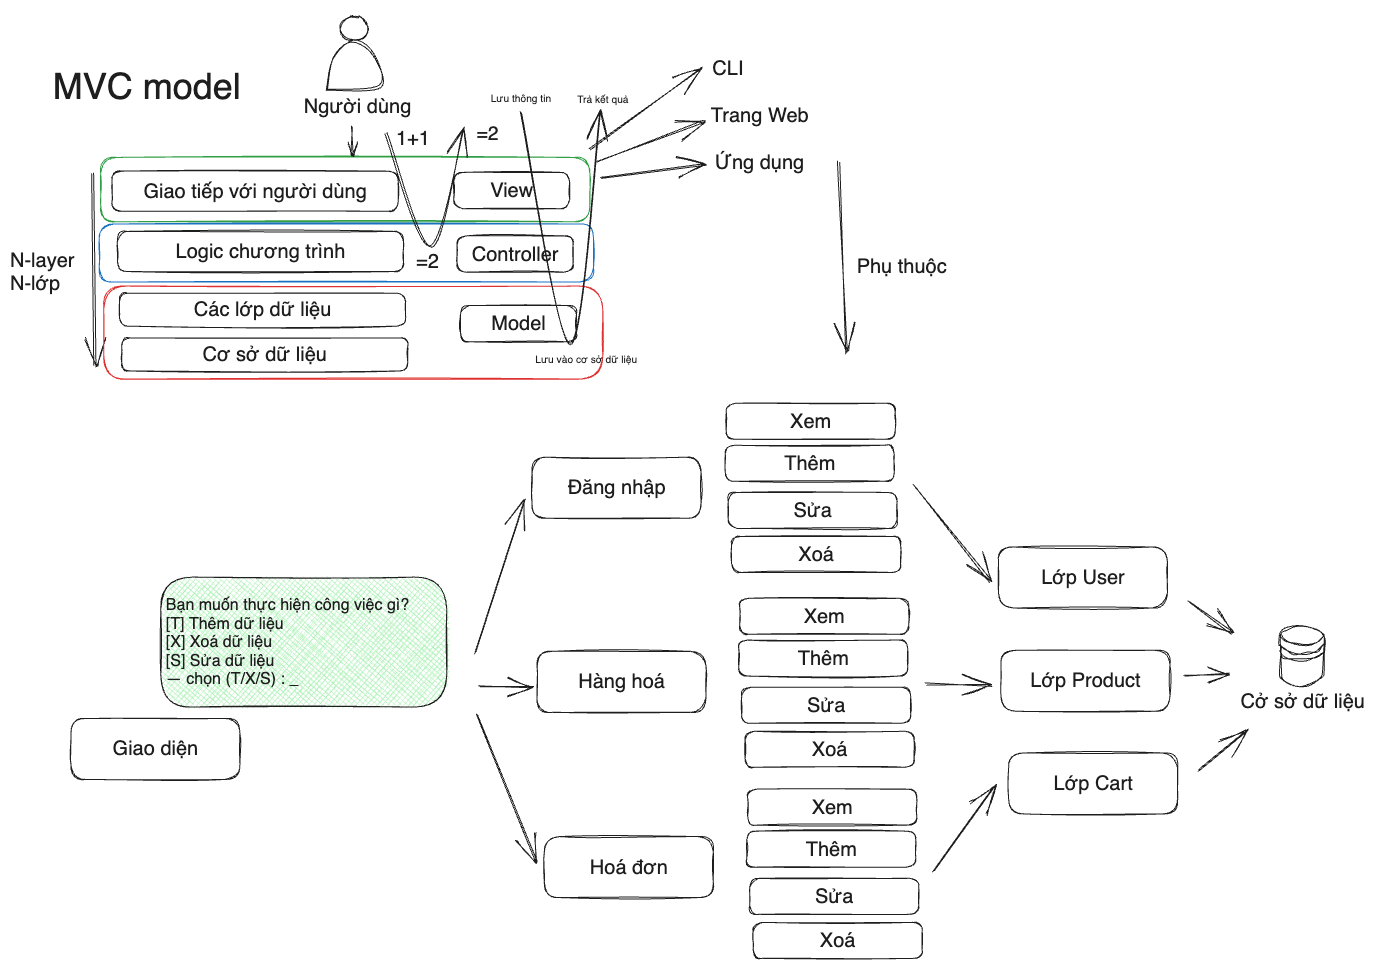 MVC model
Người dùng
Lưu thông tin
Trả kết quả
CLI
Trang Web
Ứng dụng
1+1
=2
Giao tiếp với người dùng
View
Logic chương trình
=2
Controller
N-layer
N-lớp
Các lớp dữ liệu
Model
Cơ sở dữ liệu
Lưu vào cơ sở dữ liệu
Phụ thuộc
Bạn muốn thực hiện công việc gì?
[T] Thêm dữ liệu
[X] Xoá dữ liệu
[S] Sửa dữ liệu
— chọn (T/X/S) : _
Giao diện
Đăng nhập
Hàng hoá
Hoá đơn
Xem
Thêm
Sửa
Xoá
Xem
Thêm
Sửa
Xoá
Xem
Thêm
Sửa
Xoá
Lớp User
Lớp Product
Lớp Cart
Cở sở dữ liệu